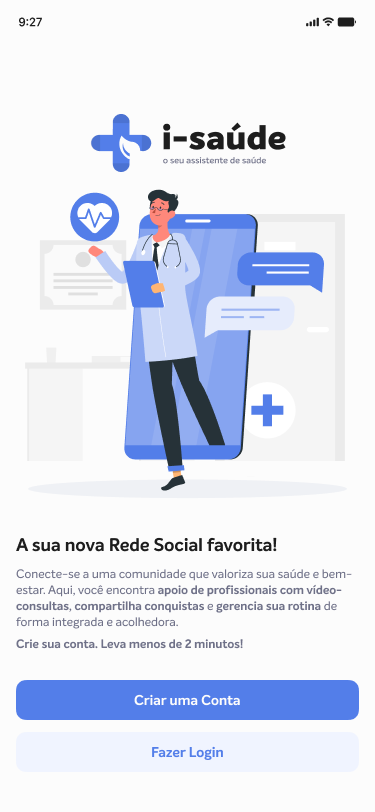 9:27
i-saúde
o seu assistente de saúde
A sua nova Rede Social favorita!
Conecte-se a uma comunidade que valoriza sua saúde e bem-
estar. Aqui, você encontra apoio de profissionais com vídeo-
consultas, compartilha conquistas e gerencia sua rotina de
forma integrada e acolhedora.
Crie sua conta. Leva menos de 2 minutos!
Criar uma Conta
Fazer Login